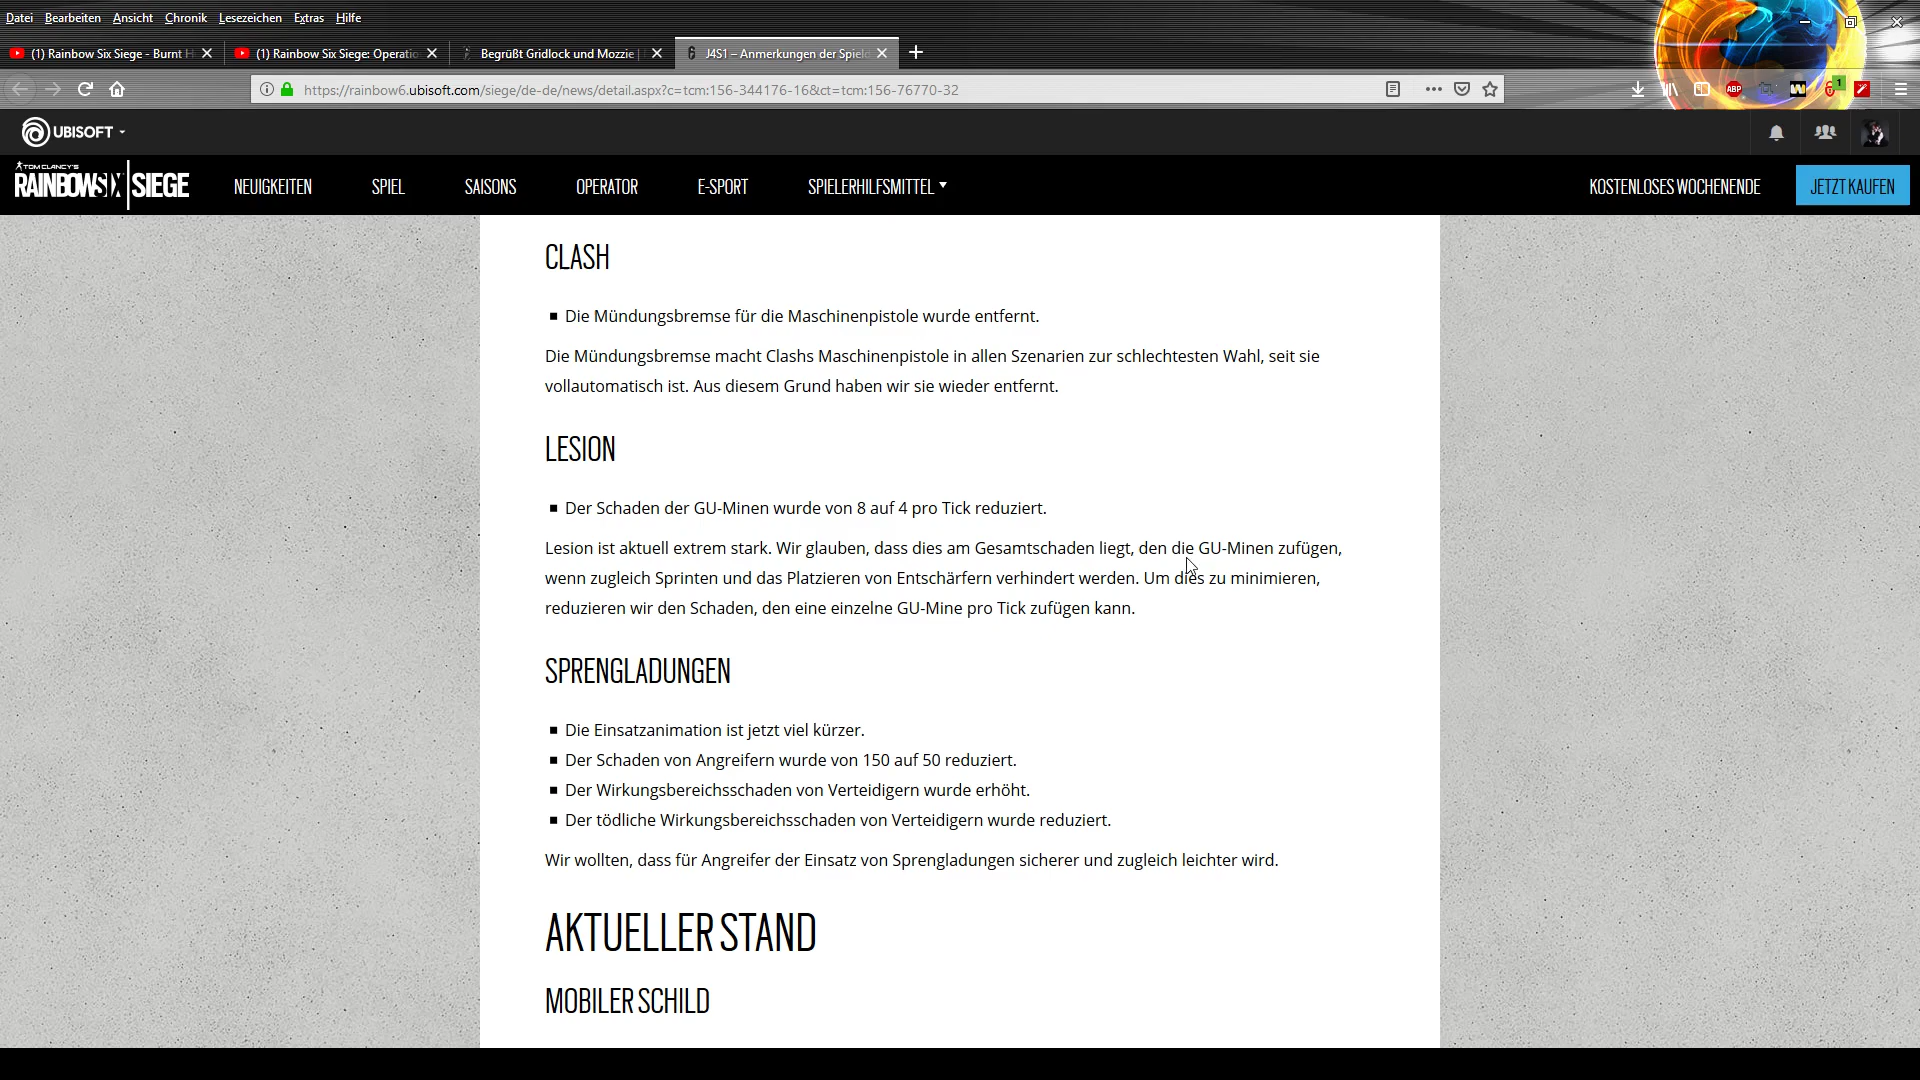 Datei Bearbeiten Ansicht Chronik Lesezeichen Extras Hilfe
(1) Rainbow Six Siege - Burnt H
(1) Rainbow Six Siege: Operatio
Begrüßt Gridlock und Mozzie |
J4S1 – Anmerkungen der Spiele
https://rainbow6.ubisoft.com/siege/de-de/news/detail.aspx?c=tcm:156-344176-16&ct=tcm:156-76770-32
ABP
W
1
UBISOFT
TOM CLANCY'S
RAINBOW SIX | SIEGE
NEUIGKEITEN
SPIEL
SAISONS
OPERATOR
E-SPORT
SPIELERHILFSMITTEL
KOSTENLOSES WOCHENENDE
JETZT KAUFEN
CLASH
Die Mündungsbremse für die Maschinenpistole wurde entfernt.
Die Mündungsbremse macht Clashs Maschinenpistole in allen Szenarien zur schlechtesten Wahl, seit sie
vollautomatisch ist. Aus diesem Grund haben wir sie wieder entfernt.
LESION
Der Schaden der GU-Minen wurde von 8 auf 4 pro Tick reduziert.
Lesion ist aktuell extrem stark. Wir glauben, dass dies am Gesamtschaden liegt, den die GU-Minen zufügen,
wenn zugleich Sprinten und das Platzieren von Entschärfern verhindert werden. Um dies zu minimieren,
reduzieren wir den Schaden, den eine einzelne GU-Mine pro Tick zufügen kann.
SPRENGLADUNGEN
Die Einsatzanimation ist jetzt viel kürzer.
Der Schaden von Angreifern wurde von 150 auf 50 reduziert.
Der Wirkungsbereichsschaden von Verteidigern wurde erhöht.
Der tödliche Wirkungsbereichsschaden von Verteidigern wurde reduziert.
Wir wollten, dass für Angreifer der Einsatz von Sprengladungen sicherer und zugleich leichter wird.
AKTUELLER STAND
MOBILER SCHILD